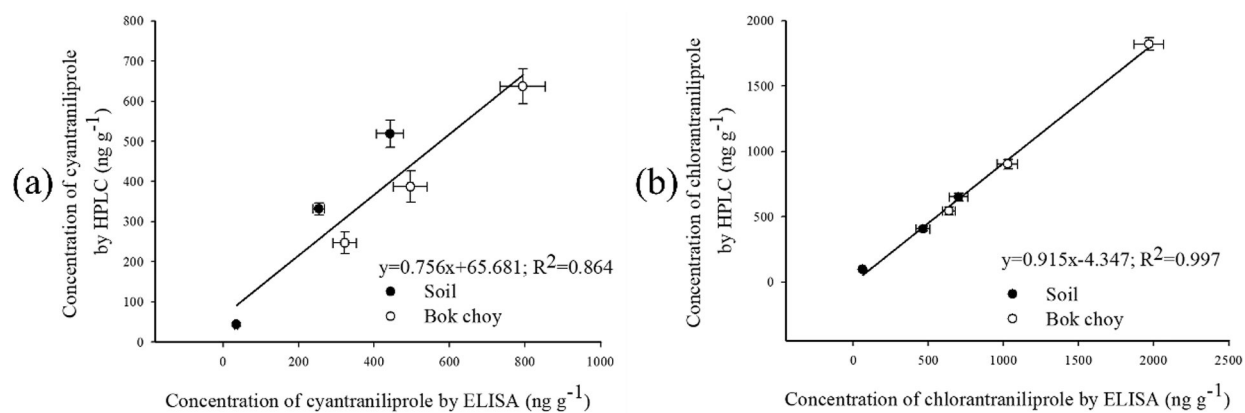 (a)
Concentration of cyantraniliprole
by HPLC (ng g⁻¹)
800
700
600
500
400
300
200
100
0
y=0.756x+65.681; R²=0.864
Soil
Bok choy
0 200 400 600 800 1000
Concentration of cyantraniliprole by ELISA (ng g⁻¹)
(b)
Concentration of chlorantraniliprole
by HPLC (ng g⁻¹)
2000
1500
1000
500
0
y=0.915x-4.347; R²=0.997
Soil
Bok choy
0 500 1000 1500 2000 2500
Concentration of chlorantraniliprole by ELISA (ng g⁻¹)